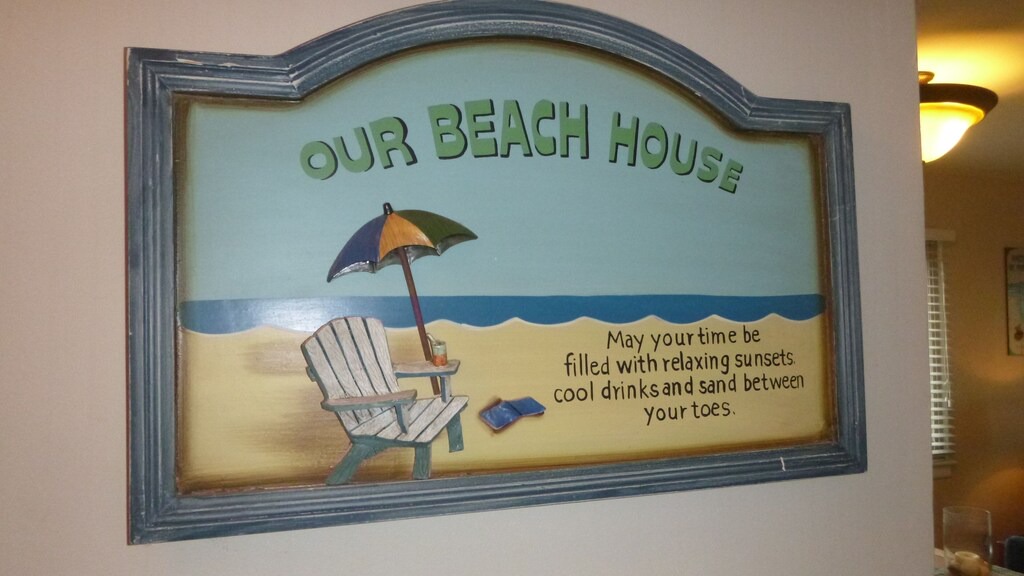 OUR BEACH HOUSE
May your time be
filled with relaxing sunsets,
cool drinks and sand between
your toes.